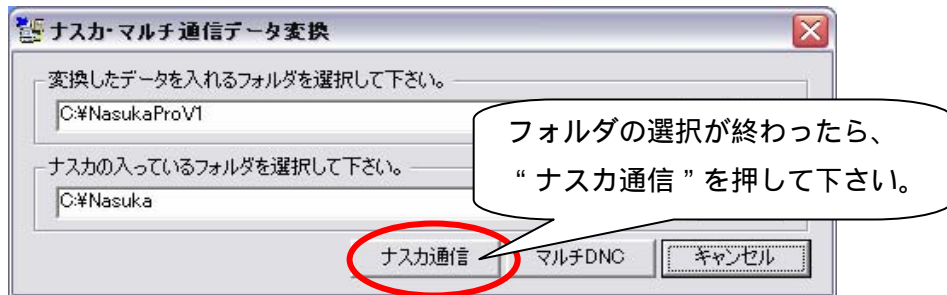 ナスカ・マルチ通信データ変換
変換したデータを入れるフォルダを選択して下さい。
C:¥NasukaProV1
フォルダの選択が終わったら、
“ナスカ通信”を押して下さい。
ナスカの入っているフォルダを選択して下さい。
C:¥Nasuka
ナスカ通信
マルチDNC
キャンセル